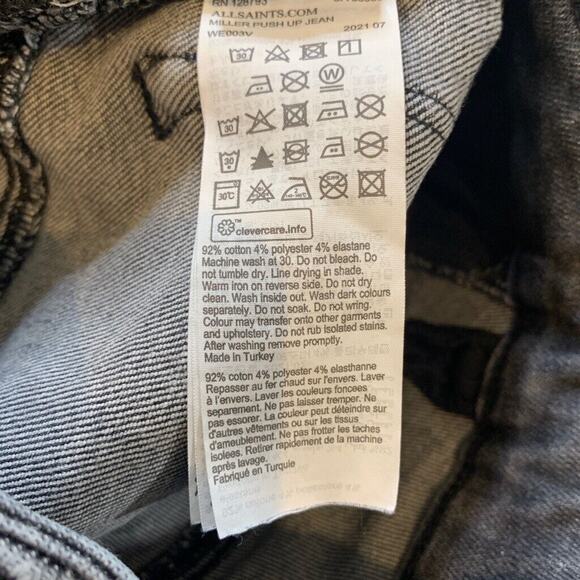 RN 128793
ALLSAINTS.COM
MILLER PUSH UP JEAN
WE003V 2021 07
30
30
30
30°C
2
clevercare.info
92% cotton 4% polyester 4% elastane
Machine wash at 30. Do not bleach. Do
not tumble dry. Line drying in shade.
Warm iron on reverse side. Do not dry
clean. Wash inside out. Wash dark colours
separately. Do not soak. Do not wring.
Colour may transfer onto other garments
and upholstery. Do not rub isolated stains.
After washing remove promptly.
Made in Turkey
92% coton 4% polyester 4% elasthanne
Repasser au fer chaud sur l'envers. Laver
à l'envers. Laver les couleurs foncées
separement. Ne pas laisser tremper. Ne
pas essorer. La couleur peut déteindre sur
d'autres vêtements ou sur les tissus
d'ameublement. Ne pas frotter les taches
isolées. Retirer rapidement de la machine
après lavage.
Fabriqué en Turquie